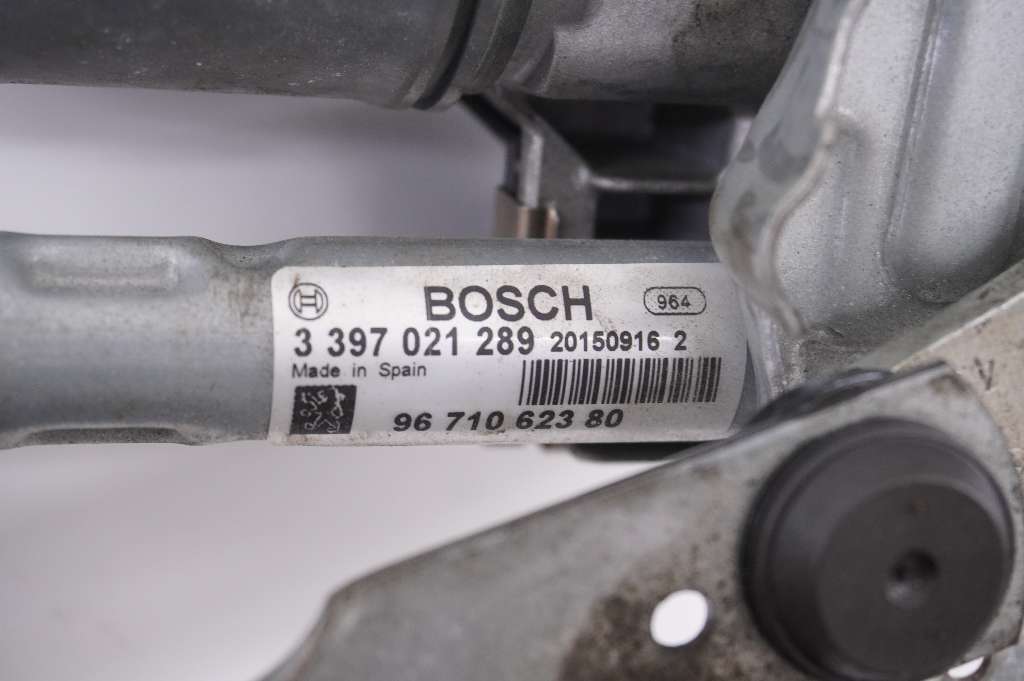 BOSCH 964
3 397 021 289 20150916 2
Made in Spain
96 710 623 80
V